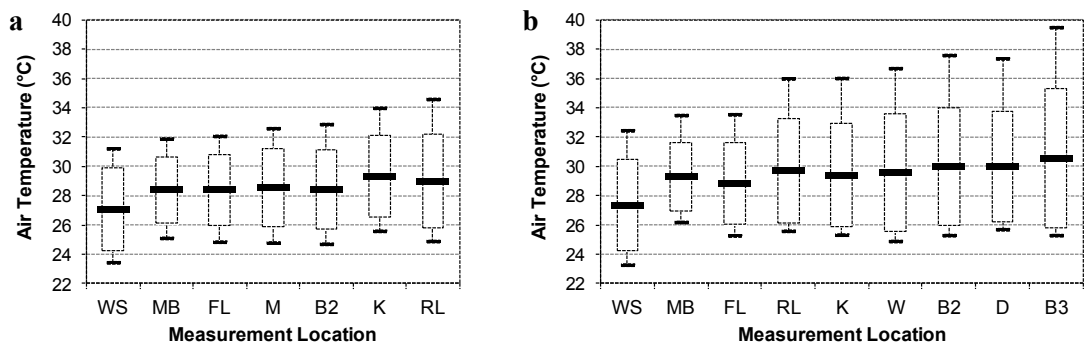 a
Air Temperature (°C)
40
38
36
34
32
30
28
26
24
22
WS MB FL M B2 K RL
Measurement Location
b
Air Temperature (°C)
40
38
36
34
32
30
28
26
24
22
WS MB FL RL K W B2 D B3
Measurement Location